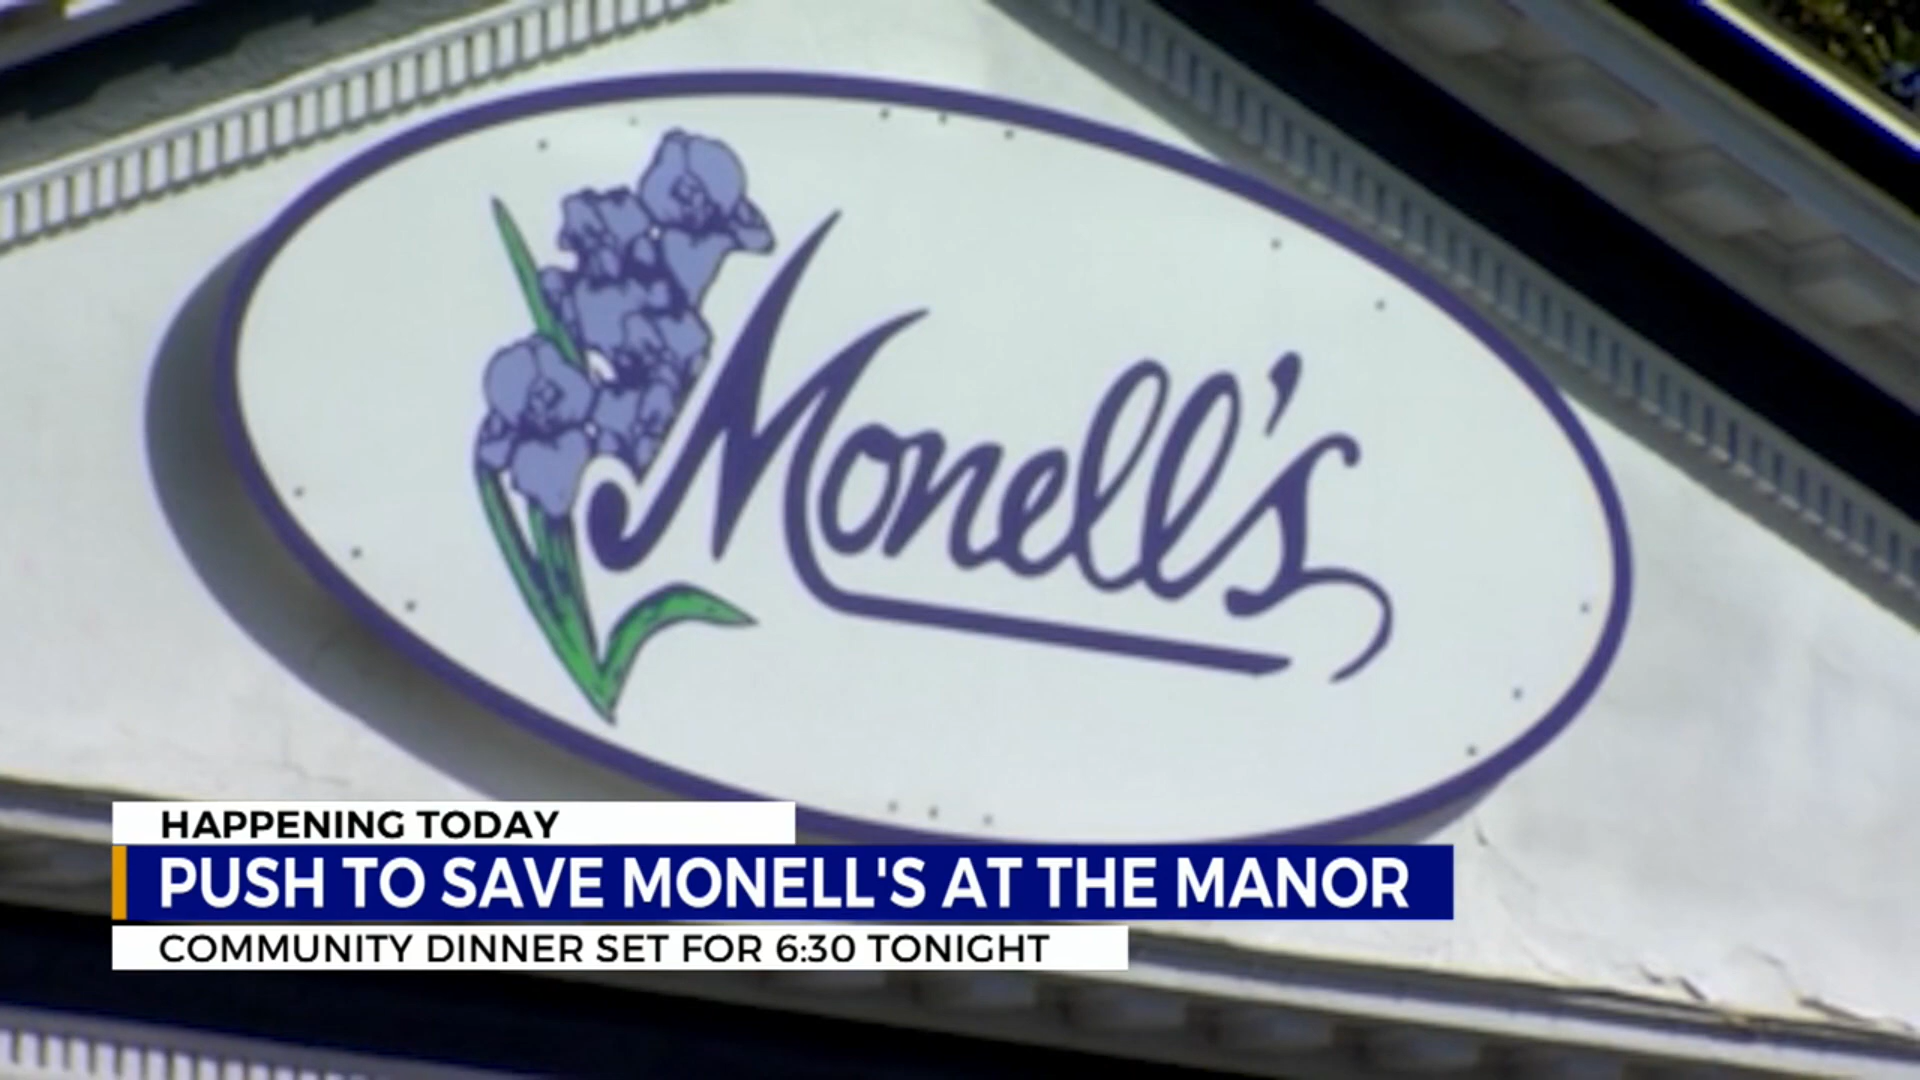 Monell's
HAPPENING TODAY
PUSH TO SAVE MONELL'S AT THE MANOR
COMMUNITY DINNER SET FOR 6:30 TONIGHT